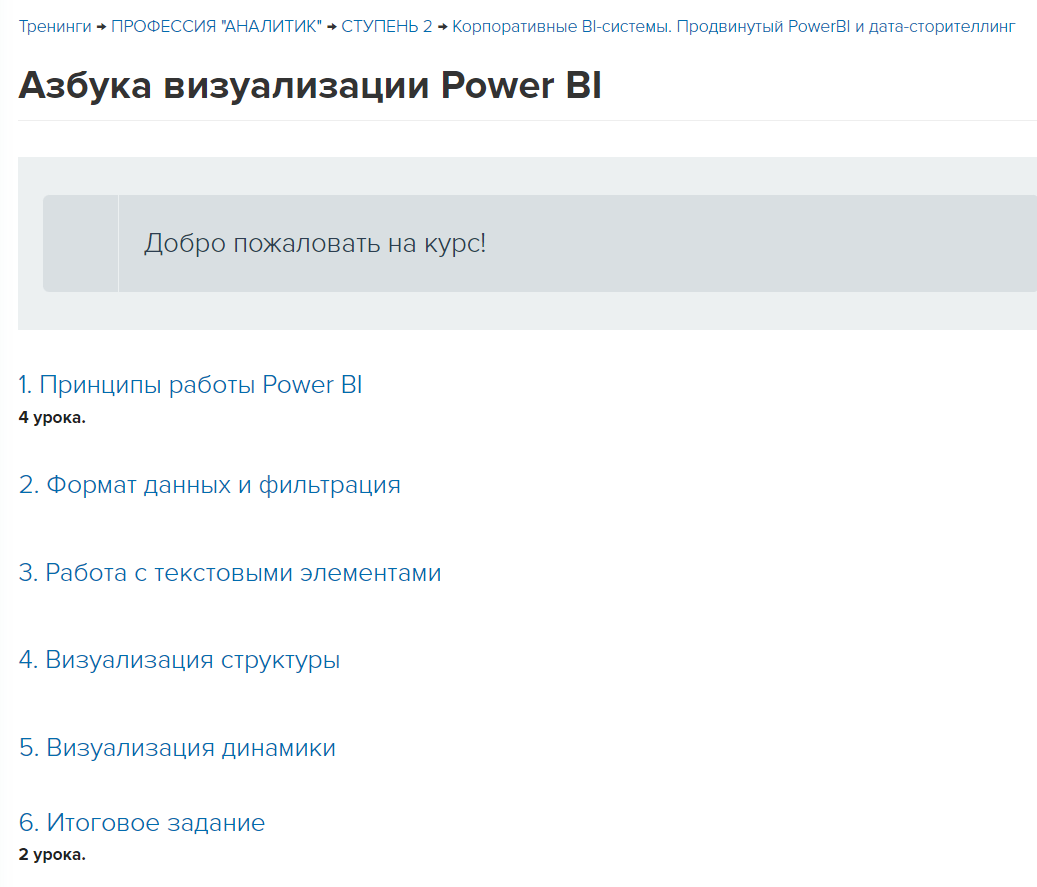 Тренинги → ПРОФЕССИЯ "АНАЛИТИК" → СТУПЕНЬ 2 → Корпоративные BI-системы. Продвинутый PowerBI и дата-сторителлинг
Азбука визуализации Power BI
Добро пожаловать на курс!
1. Принципы работы Power BI
4 урока.
2. Формат данных и фильтрация
3. Работа с текстовыми элементами
4. Визуализация структуры
5. Визуализация динамики
6. Итоговое задание
2 урока.